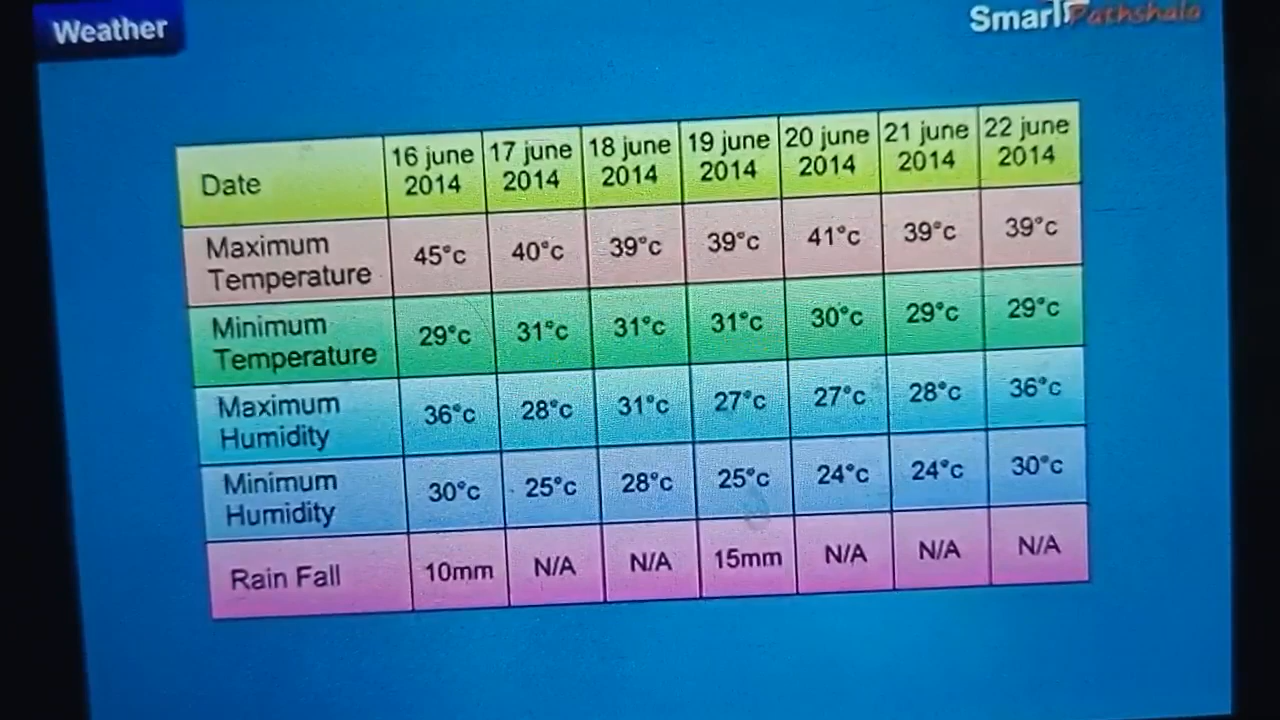 Weather
SmarT Pathshala
Date 16 june 2014 17 june 2014 18 june 2014 19 june 2014 20 june 2014 21 june 2014 22 june 2014
Maximum Temperature 45°c 40°c 39°c 39°c 41°c 39°c 39°c
Minimum Temperature 29°c 31°c 31°c 31°c 30°c 29°c 29°c
Maximum Humidity 36°c 28°c 31°c 27°c 27°c 28°c 36°c
Minimum Humidity 30°c 25°c 28°c 25°c 24°c 24°c 30°c
Rain Fall 10mm N/A N/A 15mm N/A N/A N/A